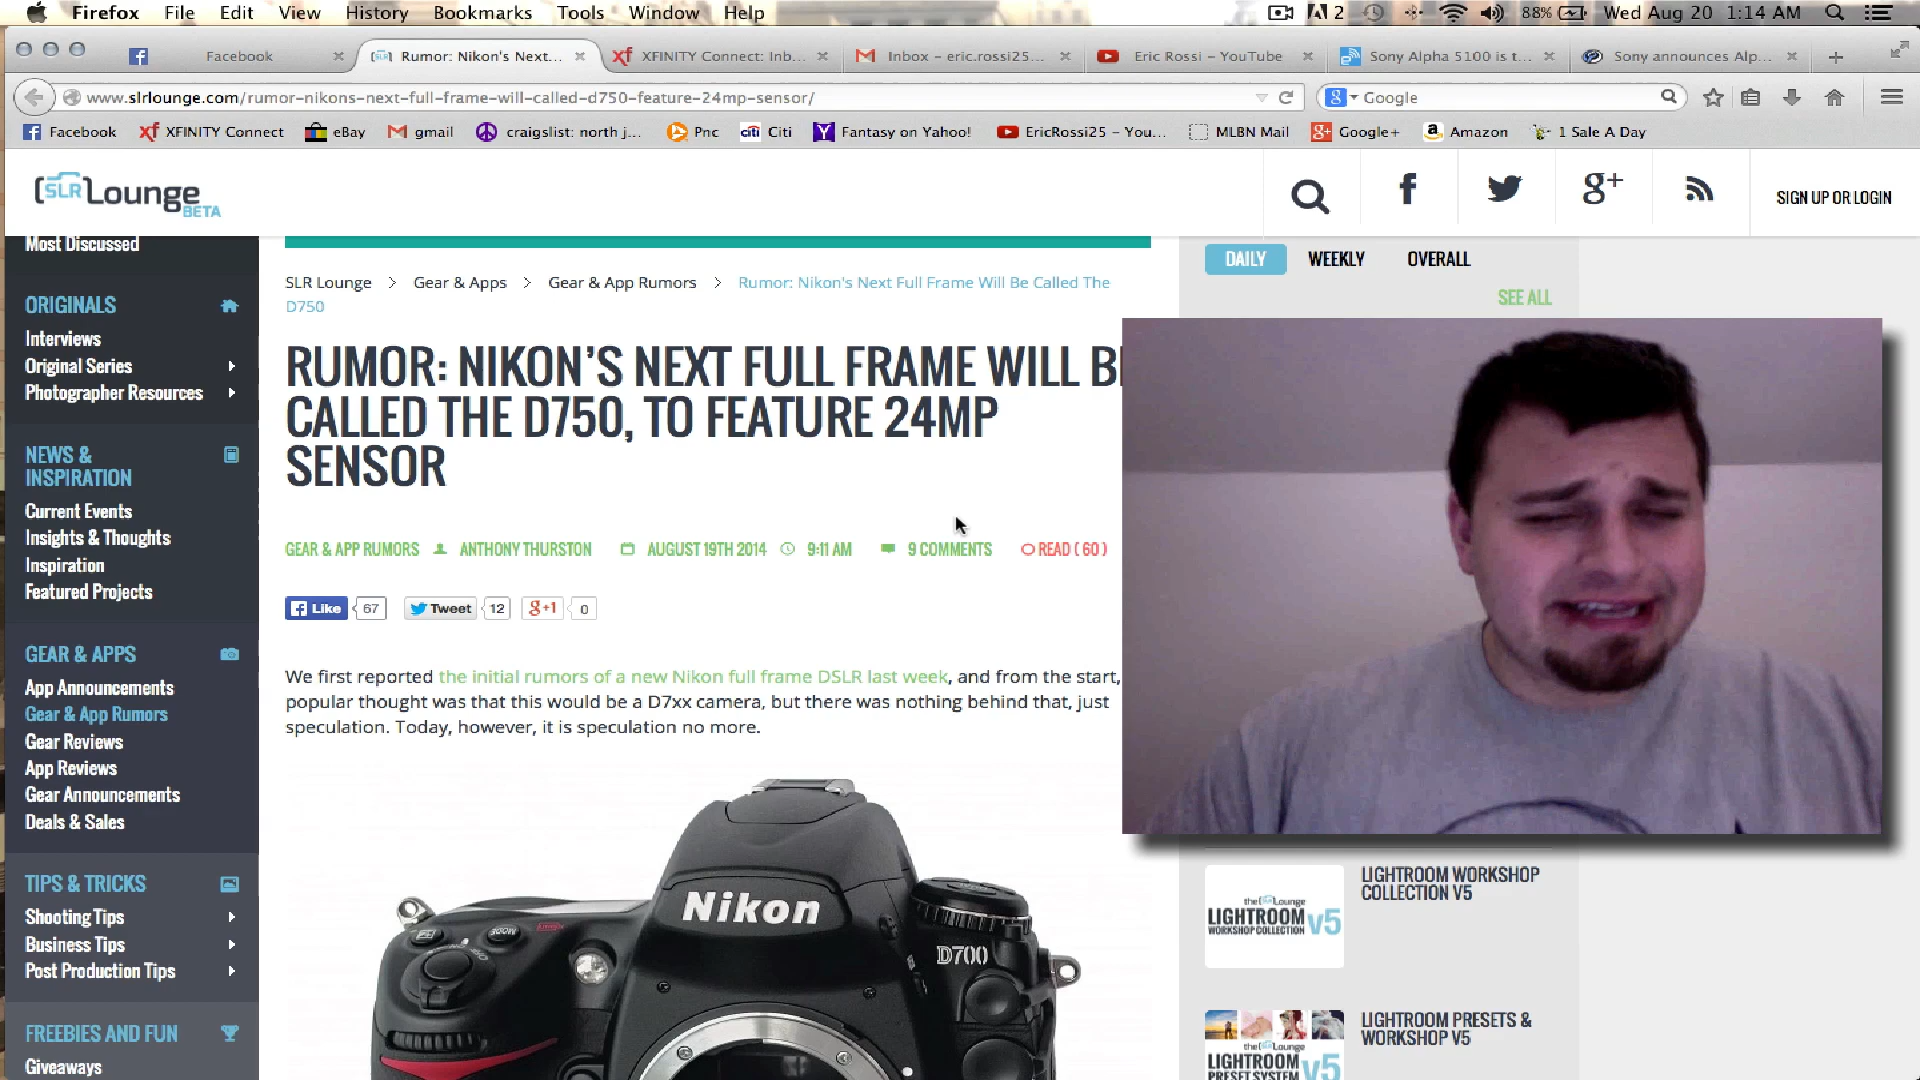 Firefox File Edit View History Bookmarks Tools Window Help 2 88% Wed Aug 20 1:14 AM
Facebook Rumor: Nikon's Next... XFINITY Connect: Inb... Inbox – eric.rossi25... Eric Rossi – YouTube Sony Alpha 5100 is t... Sony announces Alp...
www.slrlounge.com/rumor-nikons-next-full-frame-will-called-d750-feature-24mp-sensor/ Google
Facebook XFINITY Connect eBay gmail craigslist: north j... Pnc Citi Fantasy on Yahoo! EricRossi25 – You... MLBN Mail Google+ Amazon 1 Sale A Day
SLR Lounge BETA
SIGN UP OR LOGIN
Most Discussed
ORIGINALS
Interviews
Original Series
Photographer Resources
NEWS &
INSPIRATION
Current Events
Insights & Thoughts
Inspiration
Featured Projects
GEAR & APPS
App Announcements
Gear & App Rumors
Gear Reviews
App Reviews
Gear Announcements
Deals & Sales
TIPS & TRICKS
Shooting Tips
Business Tips
Post Production Tips
FREEBIES AND FUN
Giveaways
SLR Lounge > Gear & Apps > Gear & App Rumors > Rumor: Nikon's Next Full Frame Will Be Called The
D750
RUMOR: NIKON'S NEXT FULL FRAME WILL BE
CALLED THE D750, TO FEATURE 24MP
SENSOR
GEAR & APP RUMORS ANTHONY THURSTON AUGUST 19TH 2014 9:11 AM 9 COMMENTS READ ( 60 )
Like 67 Tweet 12 g+1 0
We first reported the initial rumors of a new Nikon full frame DSLR last week, and from the start,
popular thought was that this would be a D7xx camera, but there was nothing behind that, just
speculation. Today, however, it is speculation no more.
Nikon
D700
DAILY WEEKLY OVERALL
SEE ALL
the Lounge
LIGHTROOM v5
WORKSHOP COLLECTION
LIGHTROOM WORKSHOP
COLLECTION V5
the Lounge
LIGHTROOM v5
PRESET SYSTEM
LIGHTROOM PRESETS &
WORKSHOP V5